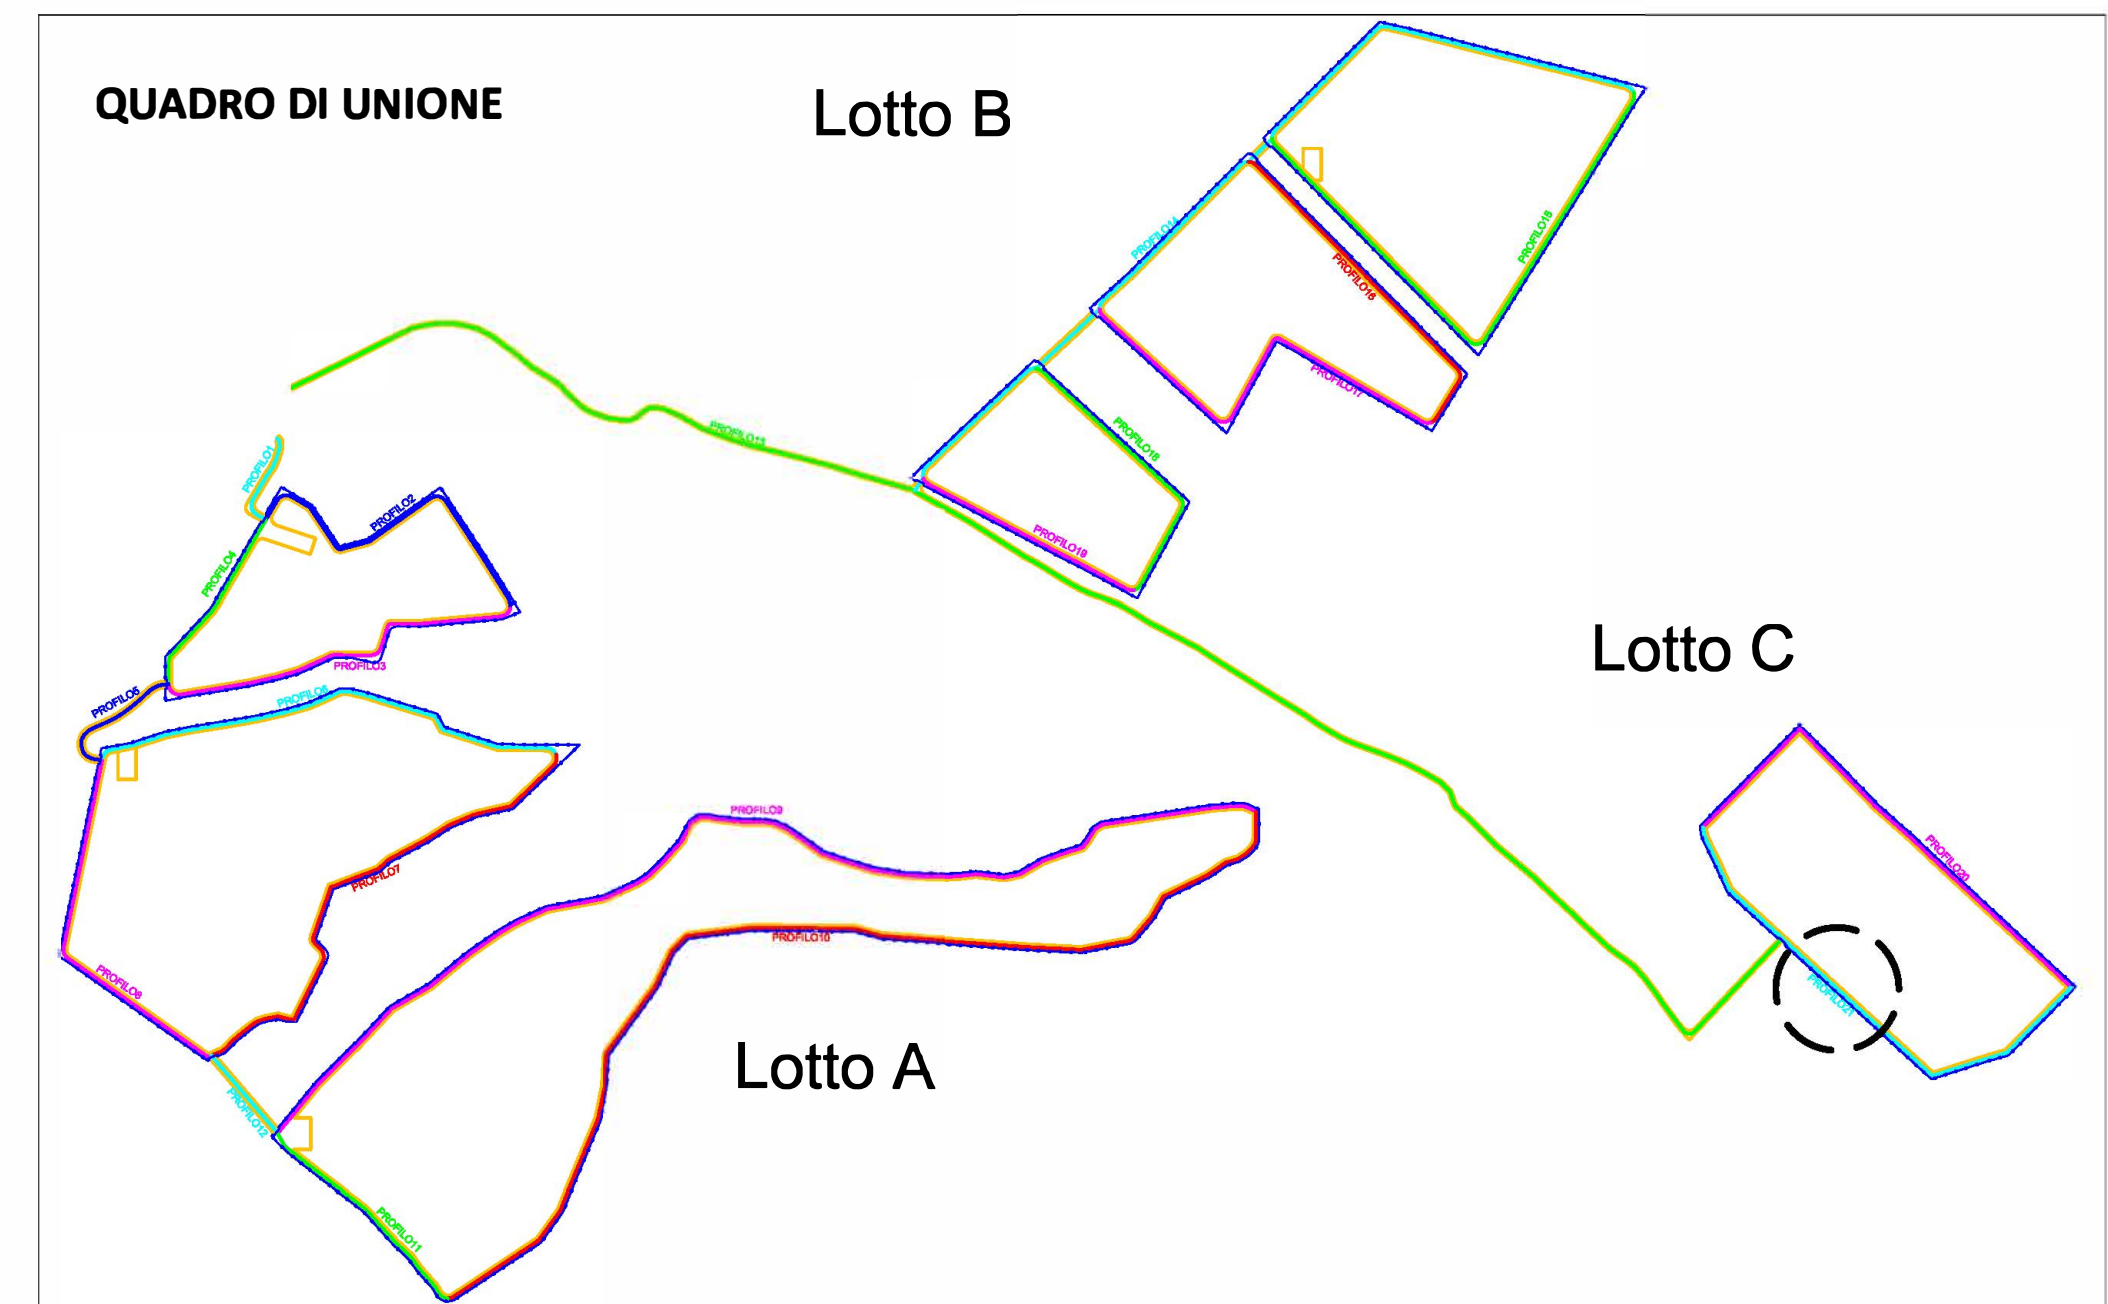 QUADRO DI UNIONE
Lotto B
PROFILO14
PROFILO15
PROFILO16
PROFILO17
PROFILO13
PROFILO18
PROFILO1
PROFILO2
PROFILO19
PROFILO4
Lotto C
PROFILO3
PROFILO5
PROFILO6
PROFILO9
PROFILO20
PROFILO7
PROFILO10
PROFILO8
PROFILO21
Lotto A
PROFILO12
PROFILO11